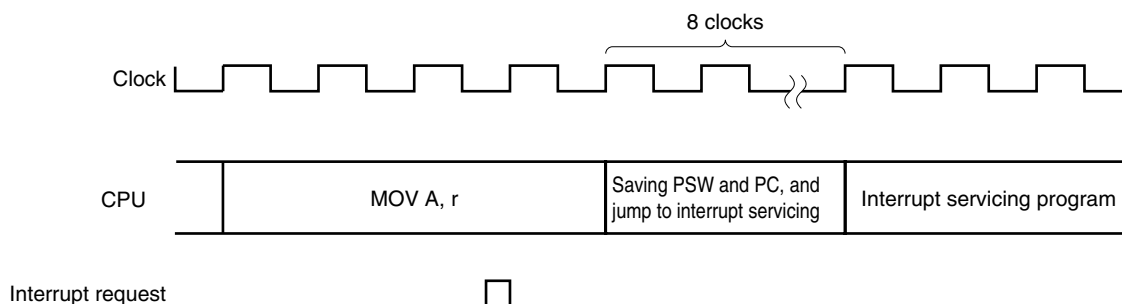 8 clocks
Clock
CPU
MOV A, r
Saving PSW and PC, and
jump to interrupt servicing
Interrupt servicing program
Interrupt request